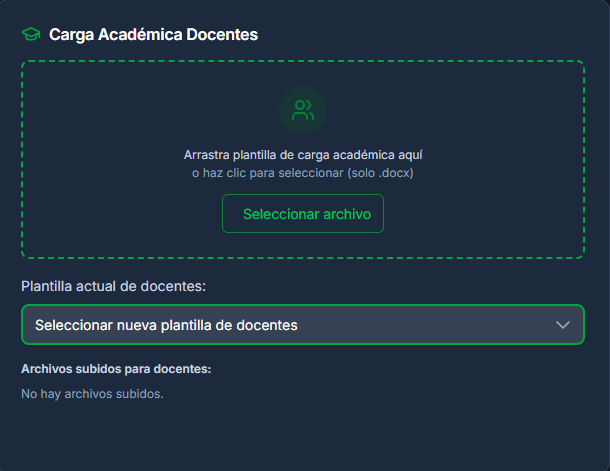 Carga Académica Docentes
Arrastra plantilla de carga académica aquí
o haz clic para seleccionar (solo .docx)
Seleccionar archivo
Plantilla actual de docentes:
Seleccionar nueva plantilla de docentes
Archivos subidos para docentes:
No hay archivos subidos.